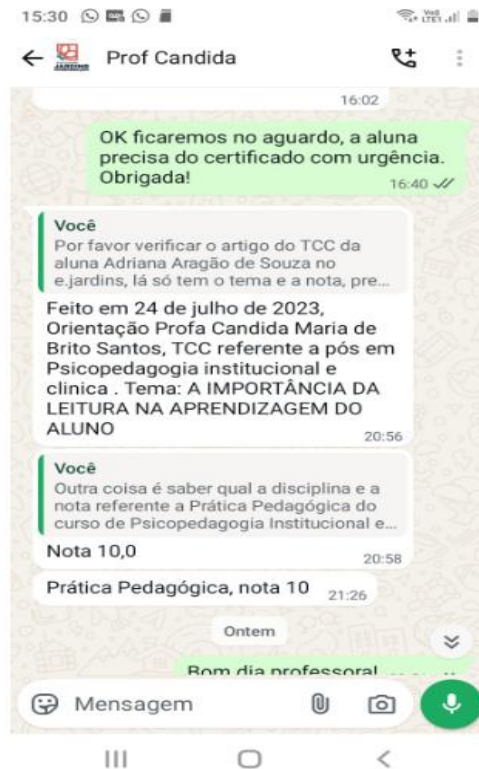 15:30
Prof Candida
16:02
OK ficaremos no aguardo, a aluna
precisa do certificado com urgência.
Obrigada!
16:40
Você
Por favor verificar o artigo do TCC da
aluna Adriana Aragão de Souza no
e.jardins, lá só tem o tema e a nota, pre...
Feito em 24 de julho de 2023,
Orientação Profa Candida Maria de
Brito Santos, TCC referente a pós em
Psicopedagogia institucional e
clinica . Tema: A IMPORTÂNCIA DA
LEITURA NA APRENDIZAGEM DO
ALUNO
20:56
Você
Outra coisa é saber qual a disciplina e a
nota referente a Prática Pedagógica do
curso de Psicopedagogia Institucional e...
Nota 10,0
20:58
Prática Pedagógica, nota 10
21:26
Ontem
Bom dia professora!
Mensagem